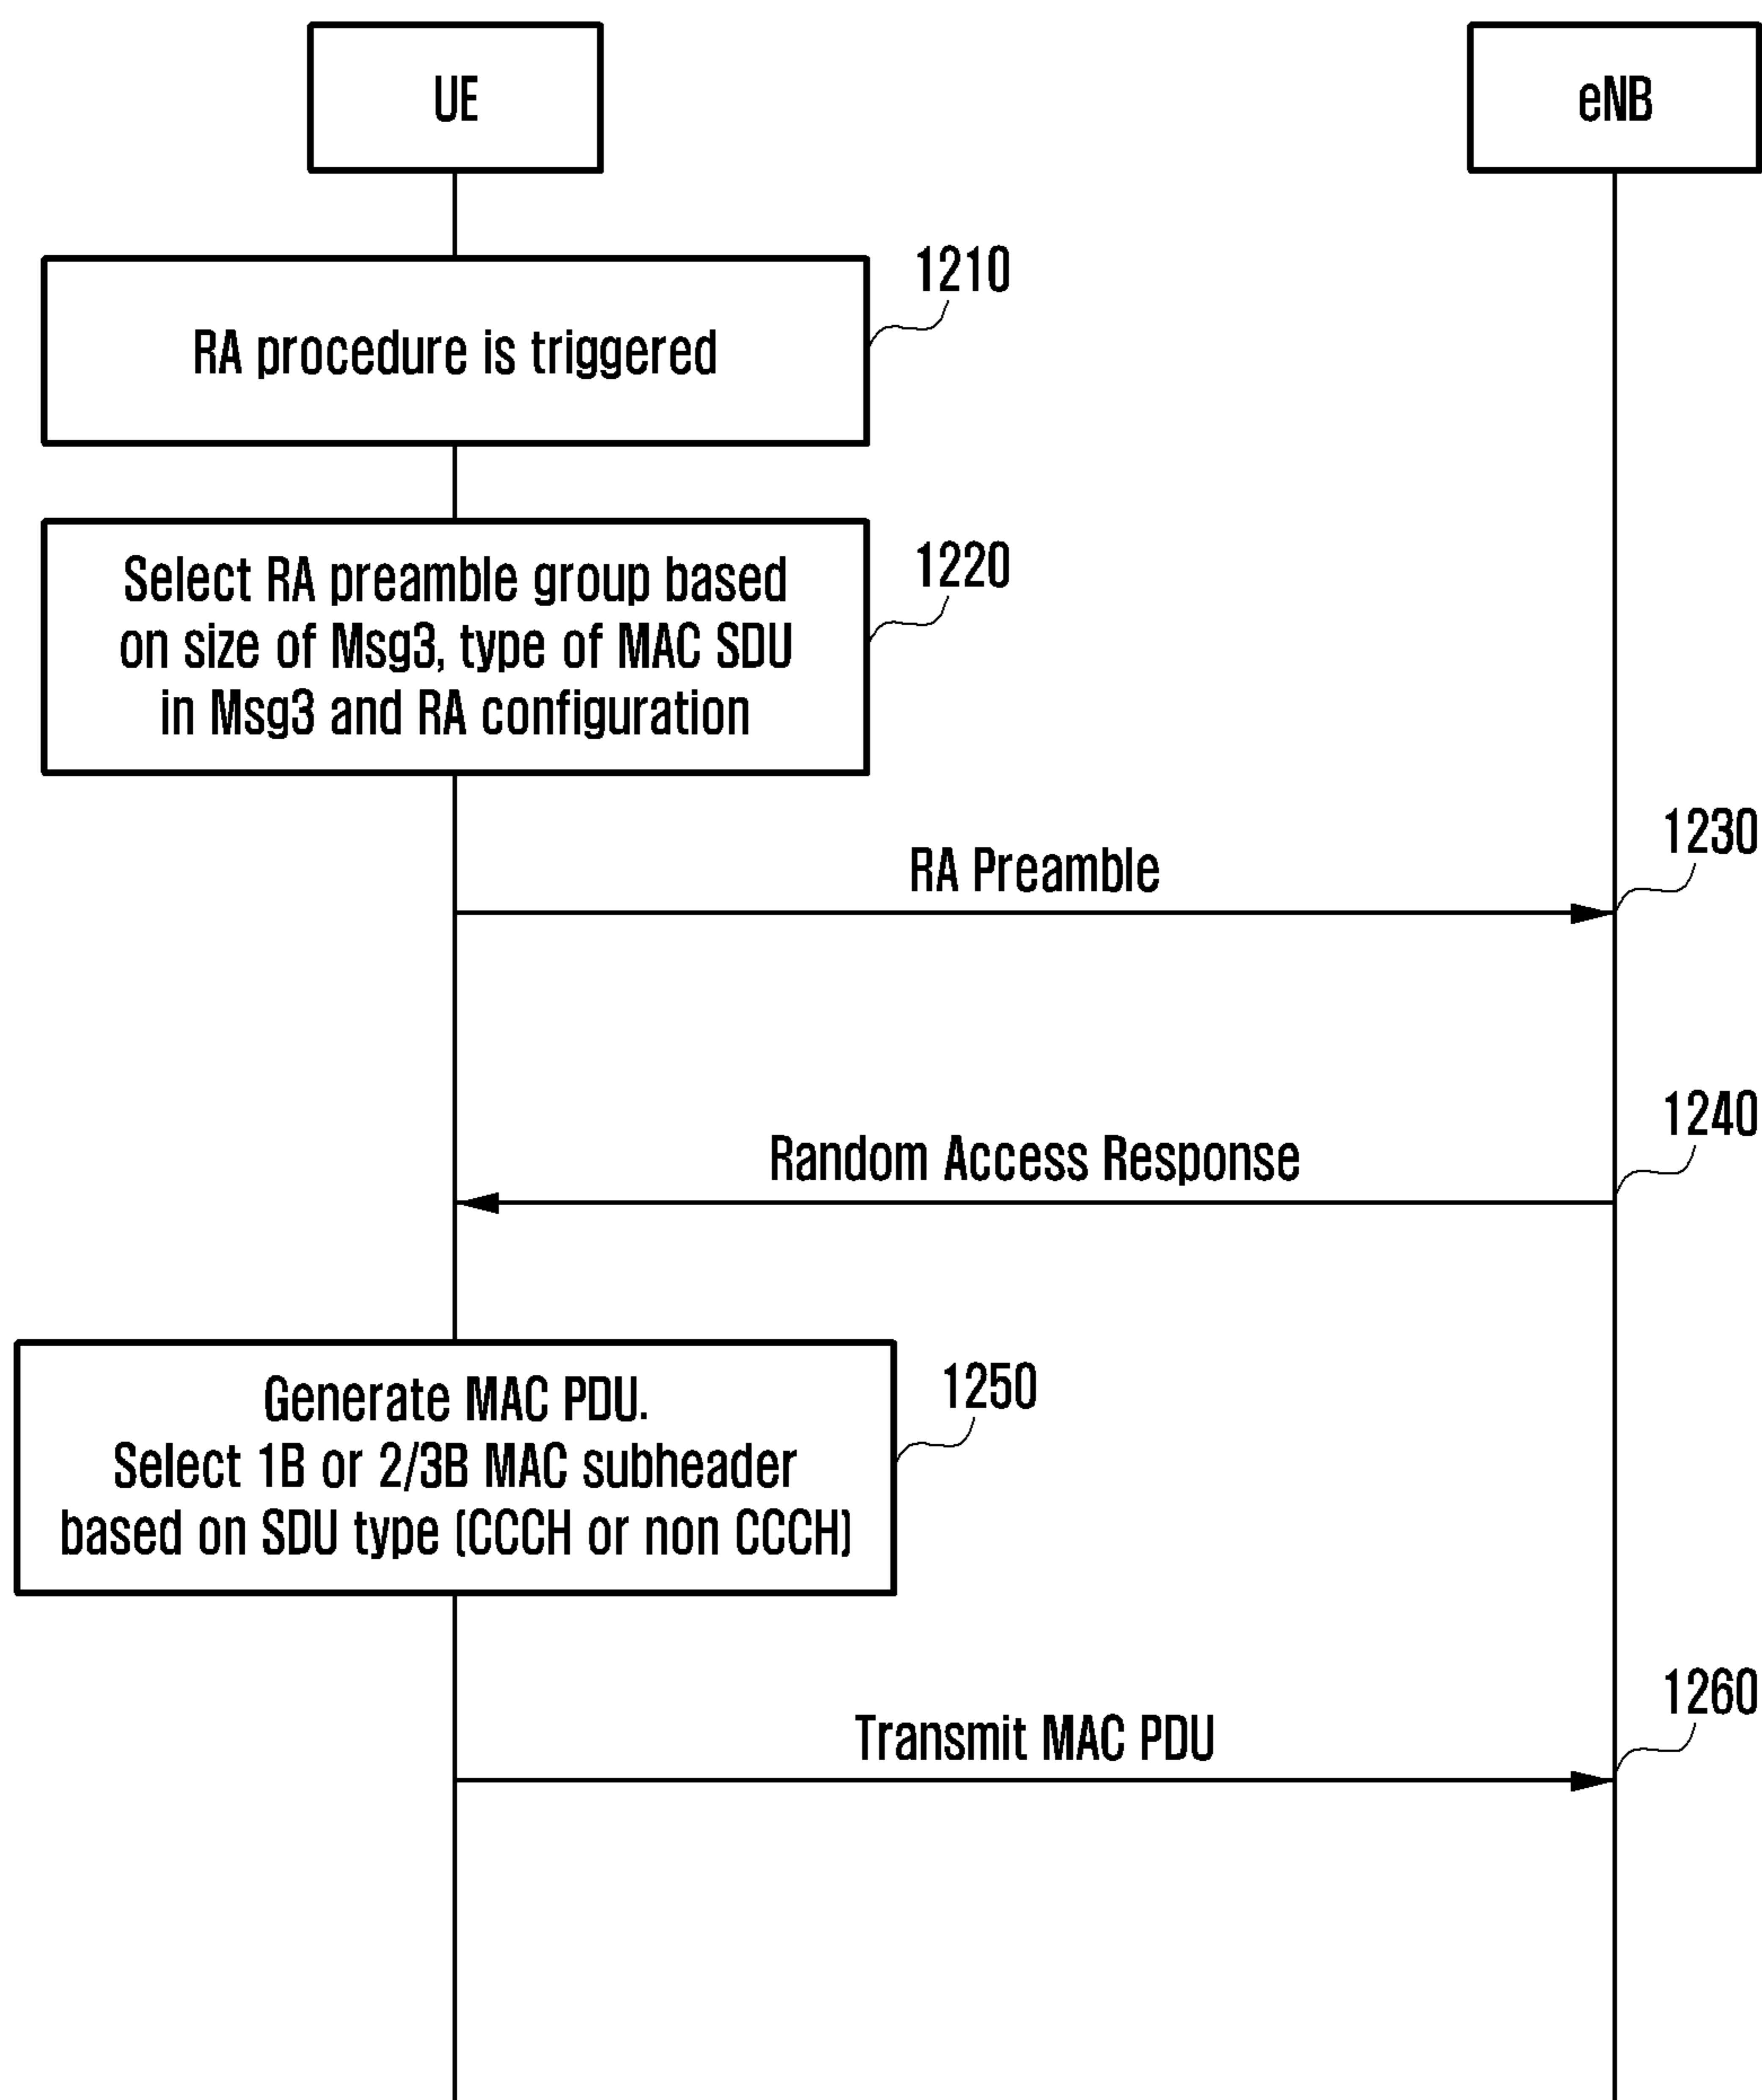 UE
eNB
1210
RA procedure is triggered
1220
Select RA preamble group based
on size of Msg3, type of MAC SDU
in Msg3 and RA configuration
1230
RA Preamble
1240
Random Access Response
1250
Generate MAC PDU.
Select 1B or 2/3B MAC subheader
based on SDU type (CCCH or non CCCH)
1260
Transmit MAC PDU